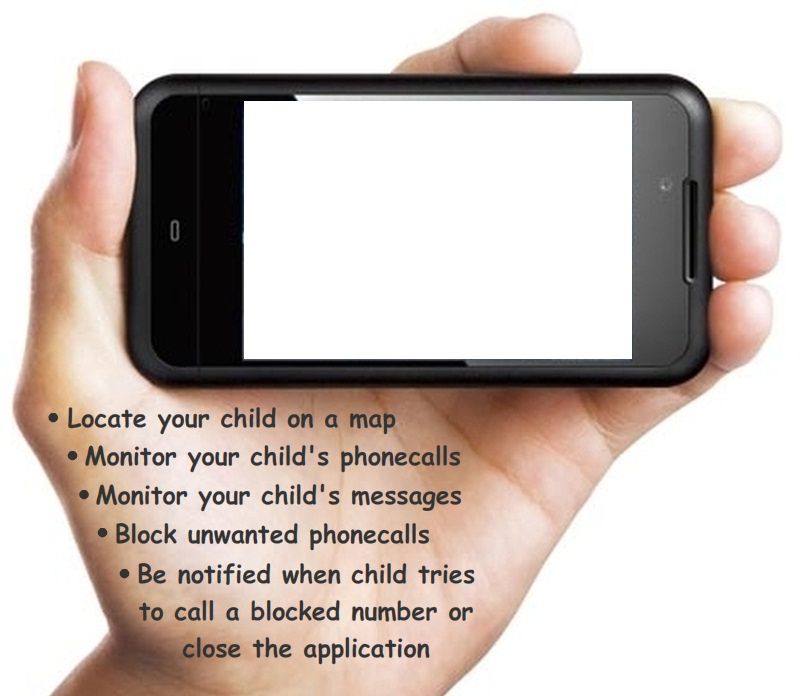 • Locate your child on a map
• Monitor your child's phonecalls
• Monitor your child's messages
• Block unwanted phonecalls
• Be notified when child tries
to call a blocked number or
close the application